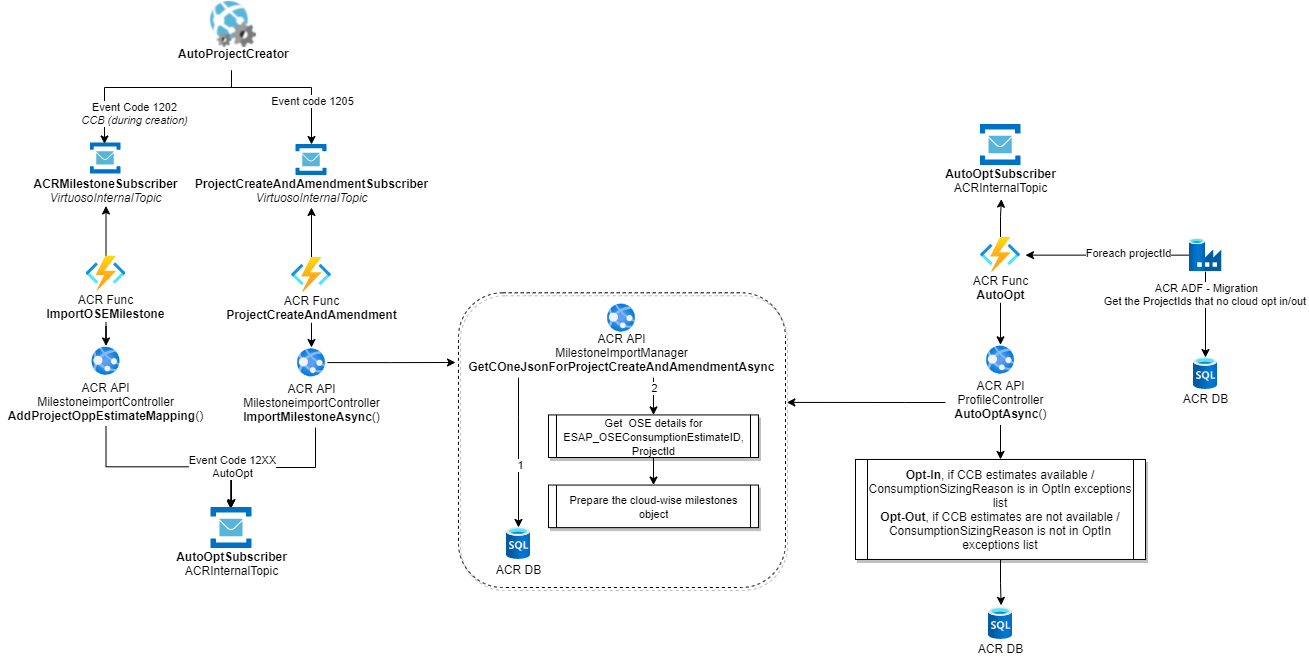 AutoProjectCreator
Event Code 1202
CCB (during creation)
Event code 1205
ACRMilestoneSubscriber
VirtuosoInternalTopic
ProjectCreateAndAmendmentSubscriber
VirtuosoInternalTopic
ACR Func
ImportOSEMilestone
ACR Func
ProjectCreateAndAmendment
ACR API
MilestoneimportController
AddProjectOppEstimateMapping()
ACR API
MilestoneimportController
ImportMilestoneAsync()
Event Code 12XX
AutoOpt
AutoOptSubscriber
ACRInternalTopic
ACR API
MilestoneImportManager
GetCOneJsonForProjectCreateAndAmendmentAsync
2
Get OSE details for
ESAP_OSEConsumptionEstimateID,
ProjectId
1
Prepare the cloud-wise milestones
object
SQL
ACR DB
AutoOptSubscriber
ACRInternalTopic
Foreach projectId
ACR Func
AutoOpt
ACR ADF - Migration
Get the ProjectIds that no cloud opt in/out
SQL
ACR DB
ACR API
ProfileController
AutoOptAsync()
Opt-In, if CCB estimates available /
ConsumptionSizingReason is in OptIn exceptions
list
Opt-Out, if CCB estimates are not available /
ConsumptionSizingReason is not in OptIn
exceptions list
SQL
ACR DB